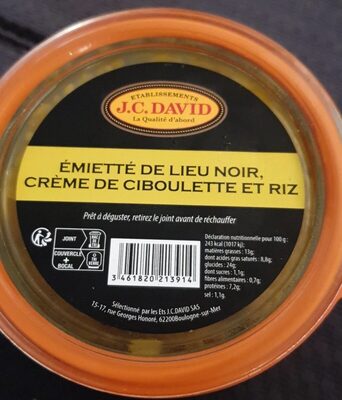 ETABLISSEMENTS
J.C. DAVID
La Qualité d'abord
ÉMIETTÉ DE LIEU NOIR,
CRÈME DE CIBOULETTE ET RIZ
Prêt à déguster, retirez le joint avant de réchauffer
JOINT
COUVERCLE
+
BOCAL
3 461820 213914
Déclaration nutritionnelle pour 100 g :
243 kcal (1017 kj);
matières grasses : 13g;
dont acides gras saturés : 8,8g;
glucides : 24g;
dont sucres : 1,1g;
fibres alimentaires : 0,7g;
protéines : 7,2g;
sel : 1,1g.
Sélectionné par les Ets J.C.DAVID SAS
15-17, rue Georges Honoré, 62200Boulogne-sur-Mer